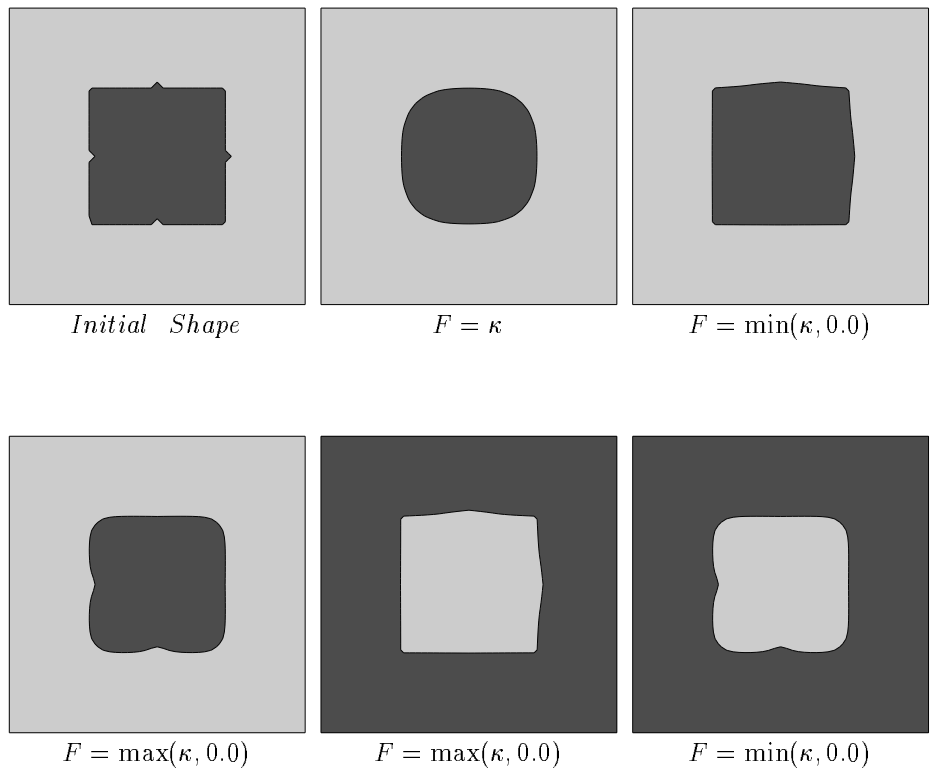 Initial Shape
F = κ
F = min(κ, 0.0)
F = max(κ, 0.0)
F = max(κ, 0.0)
F = min(κ, 0.0)